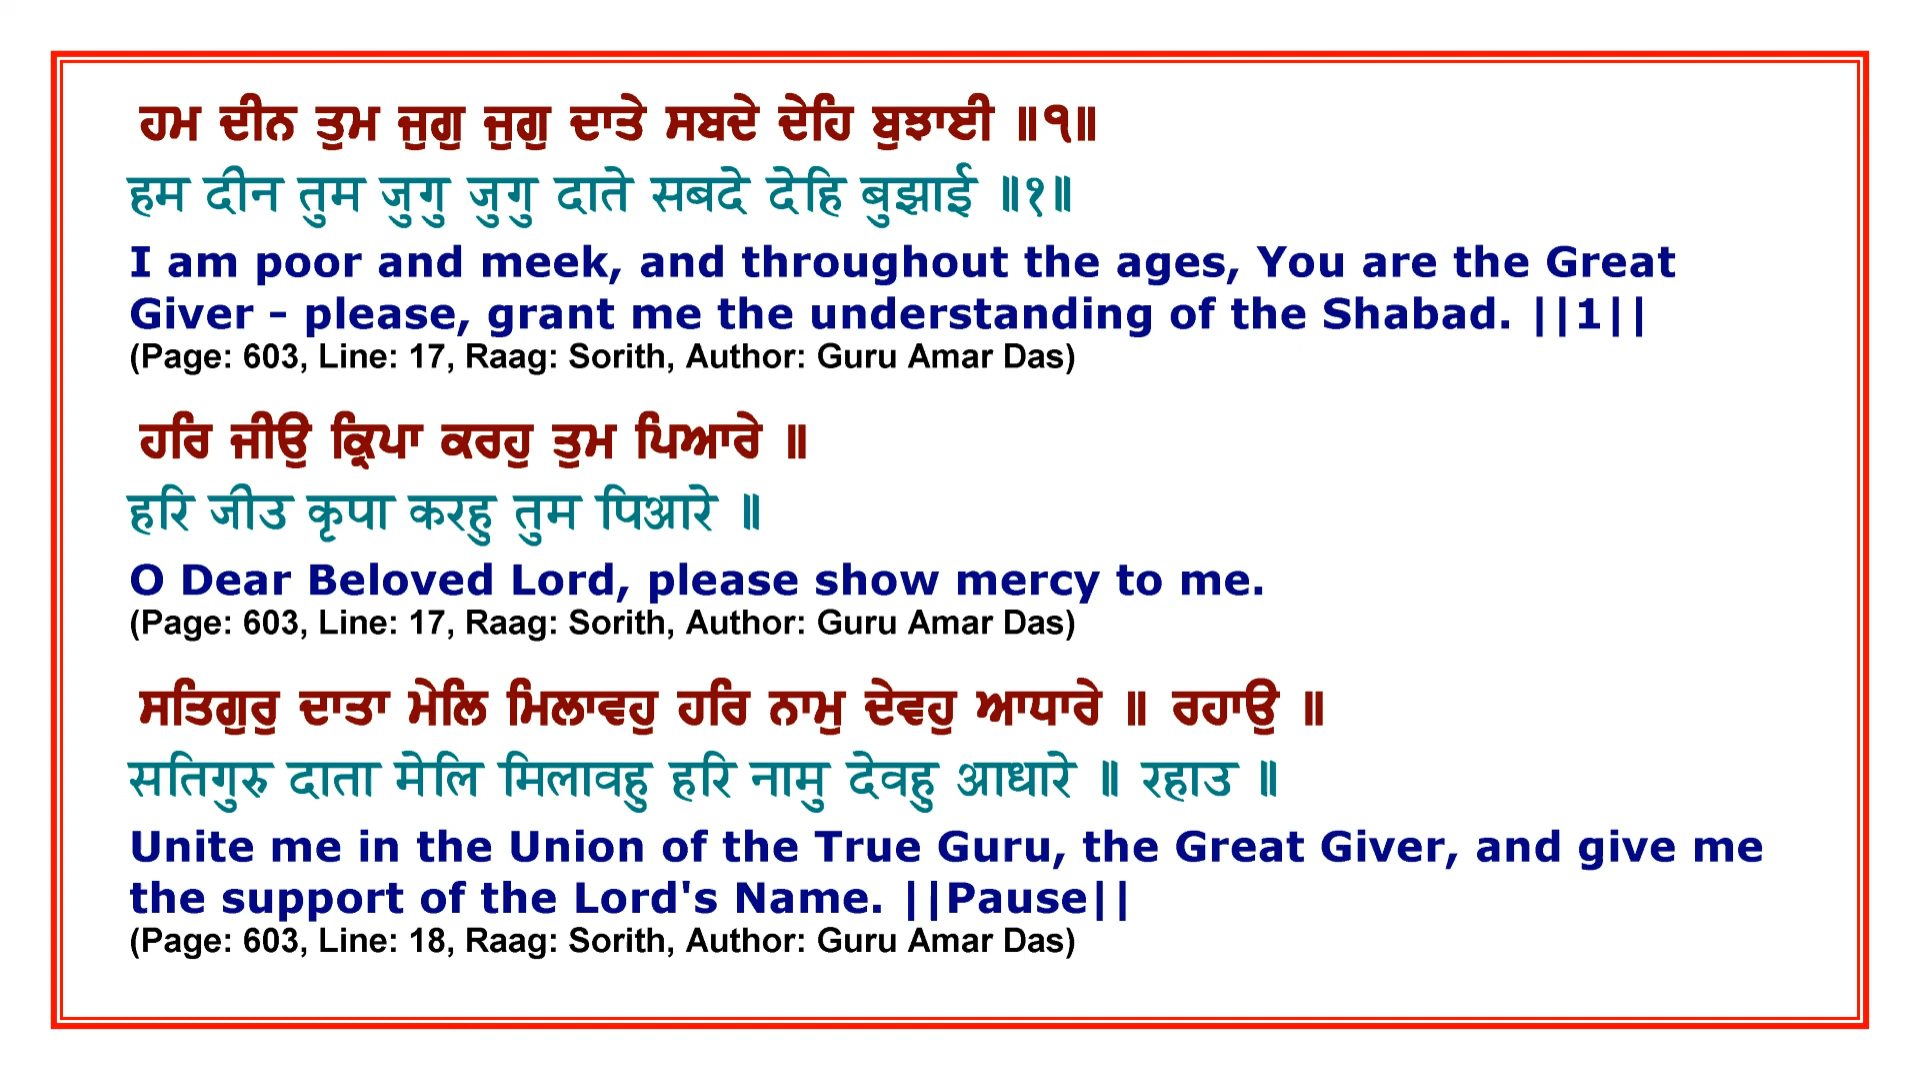 ਹਮ ਦੀਨ ਤੁਮ ਜੁਗੁ ਜੁਗੁ ਦਾਤੇ ਸਬਦੇ ਦੇਹਿ ਬੁਝਾਈ ॥੧॥
हम दीन तुम जुगु जुगु दाते सबदे देहि बुझाई ॥१॥
I am poor and meek, and throughout the ages, You are the Great
Giver - please, grant me the understanding of the Shabad. ||1||
(Page: 603, Line: 17, Raag: Sorith, Author: Guru Amar Das)
ਹਰਿ ਜੀਉ ਕ੍ਰਿਪਾ ਕਰਹੁ ਤੁਮ ਪਿਆਰੇ ॥
हरि जीउ कृपा करहु तुम पिआरे ॥
O Dear Beloved Lord, please show mercy to me.
(Page: 603, Line: 17, Raag: Sorith, Author: Guru Amar Das)
ਸਤਿਗੁਰੁ ਦਾਤਾ ਮੇਲਿ ਮਿਲਾਵਹੁ ਹਰਿ ਨਾਮੁ ਦੇਵਹੁ ਆਧਾਰੇ ॥ ਰਹਾਉ ॥
सतिगुरु दाता मेलि मिलावहु हरि नामु देवहु आधारे ॥ रहाउ ॥
Unite me in the Union of the True Guru, the Great Giver, and give me
the support of the Lord's Name. ||Pause||
(Page: 603, Line: 18, Raag: Sorith, Author: Guru Amar Das)